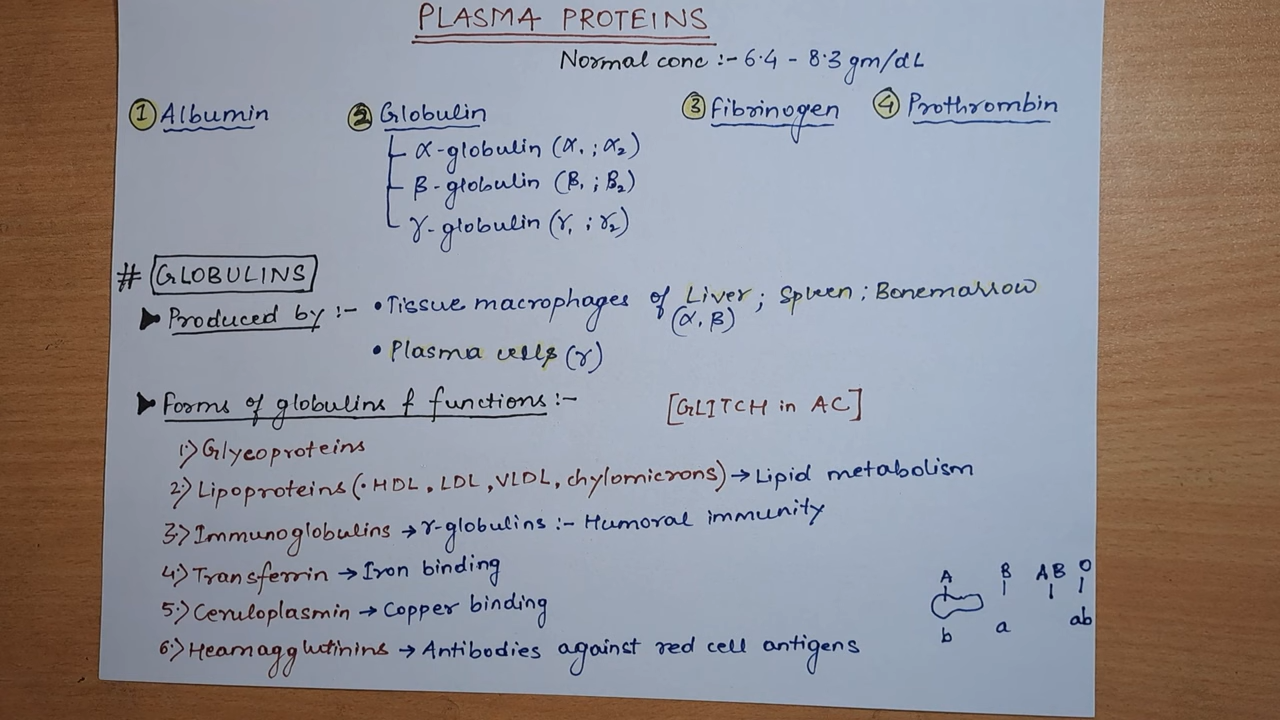 PLASMA PROTEINS
Normal conc :- 6.4 - 8.3 gm/dL
① Albumin ② Globulin ③ Fibrinogen ④ Prothrombin
α-globulin (α₁ ; α₂)
β-globulin (β₁ ; β₂)
γ-globulin (γ₁ ; γ₂)
# GLOBULINS
➤ Produced by :- • Tissue macrophages of Liver ; Spleen ; Bonemarrow
(α, β)
• Plasma cells (γ)
➤ Forms of globulins & functions :- [GLITCH in AC]
1.) Glycoproteins
2.) Lipoproteins (. HDL, LDL, VLDL, chylomicrons) → Lipid metabolism
3.) Immunoglobulins → γ-globulins :- Humoral immunity
4.) Transferrin → Iron binding
5.) Ceruloplasmin → Copper binding
6.) Heamagglutinins → Antibodies against red cell antigens
A B AB O
b a ab